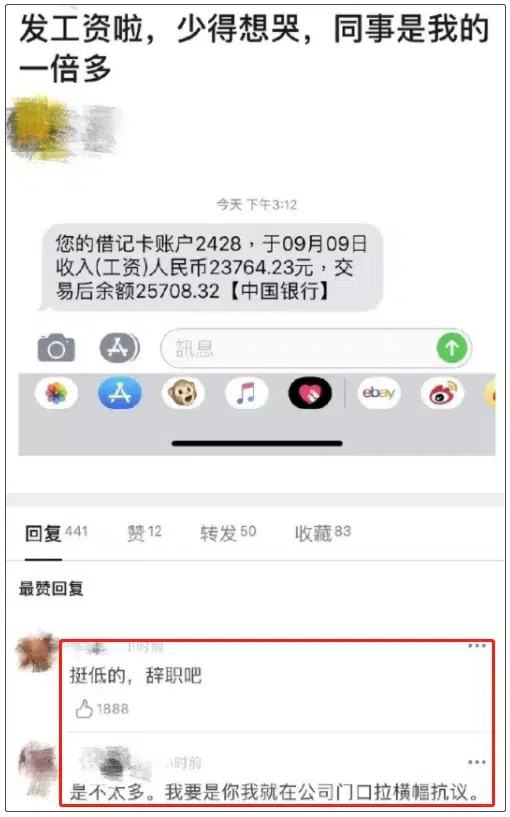 发工资啦，少得想哭，同事是我的
一倍多
今天 下午3:12
您的借记卡账户2428，于09月09日
收入(工资)人民币23764.23元，交
易后余额25708.32【中国银行】
訊息
ebay
回复 441 赞 12 转发 50 收藏 83
最赞回复
小时前
挺低的，辞职吧
1888
小时前
是不太多。我要是你我就在公司门口拉横幅抗议。